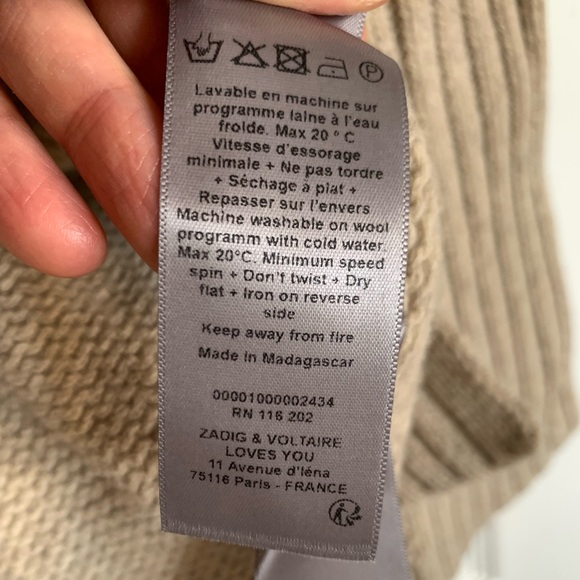 P
Lavable en machine sur
programme laine à l'eau
froide. Max 20 ° C
Vitesse d'essorage
minimale + Ne pas tordre
+ Séchage à plat +
Repasser sur l'envers
Machine washable on wool
programm with cold water.
Max 20°C. Minimum speed
spin + Don't twist + Dry
flat + Iron on reverse
side
Keep away from fire
Made in Madagascar
00001000002434
RN 116 202
ZADIG & VOLTAIRE
LOVES YOU
11 Avenue d'Iéna
75116 Paris - FRANCE